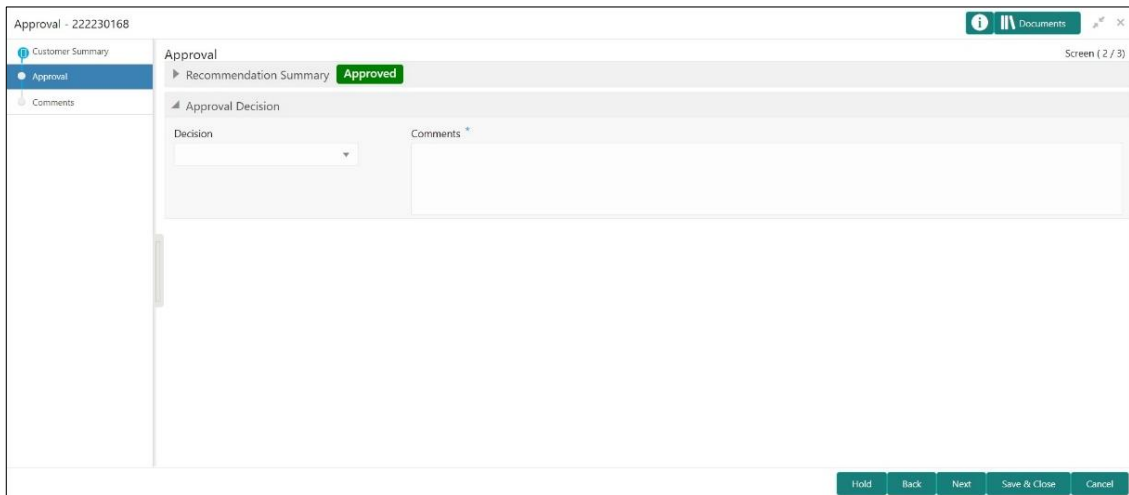 Approval - 222230168
Documents
Customer Summary
Approval
Comments
Approval
Screen ( 2 / 3)
Recommendation Summary Approved
Approval Decision
Decision
Comments *
Hold Back Next Save & Close Cancel